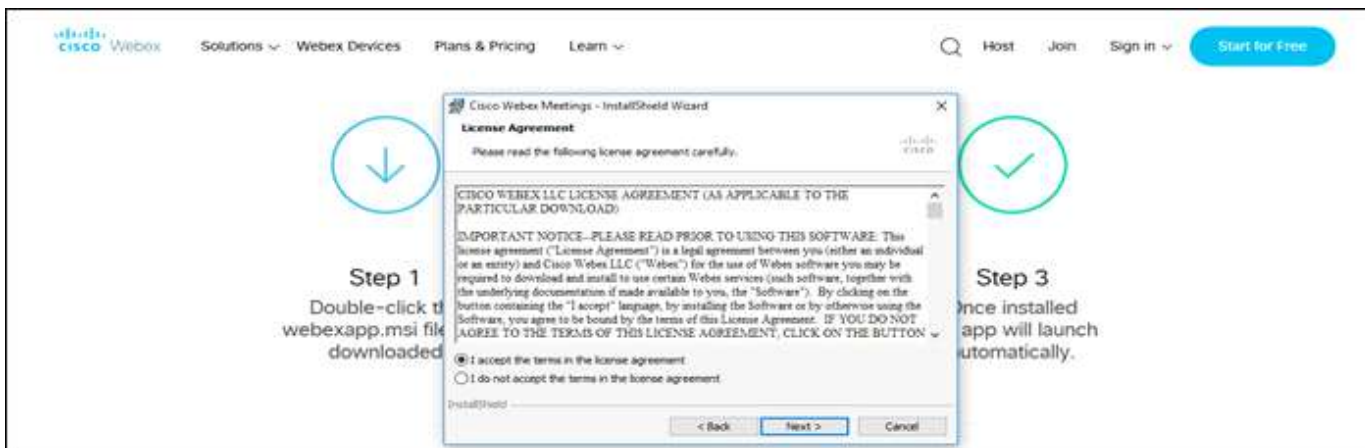 CISCO Webex
Solutions
Webex Devices
Plans & Pricing
Learn
Host
Join
Sign in
Start for Free
Cisco Webex Meetings - InstallShield Wizard
License Agreement
Please read the following license agreement carefully.
CISCO
CISCO WEBEX LLC LICENSE AGREEMENT (AS APPLICABLE TO THE
PARTICULAR DOWNLOAD)
IMPORTANT NOTICE--PLEASE READ PRIOR TO USING THIS SOFTWARE: This
license agreement ("License Agreement") is a legal agreement between you (either an individual
or an entity) and Cisco Webex LLC ("Webex") for the use of Webex software you may be
required to download and install to use certain Webex services (such software, together with
the underlying documentation if made available to you, the "Software"). By clicking on the
button containing the "I accept" language, by installing the Software or by otherwise using the
Software, you agree to be bound by the terms of this License Agreement. IF YOU DO NOT
AGREE TO THE TERMS OF THIS LICENSE AGREEMENT, CLICK ON THE BUTTON
I accept the terms in the license agreement
I do not accept the terms in the license agreement
InstallShield
< Back
Next >
Cancel
Step 1
Double-click
webexapp.msi
downloaded
Step 3
Once installed
app will launch
automatically.